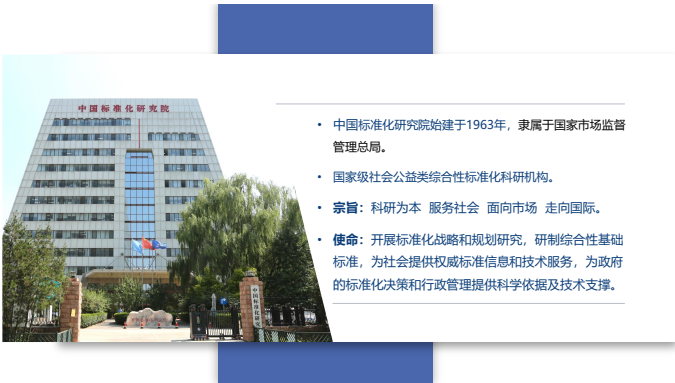 中国标准化研究院
中国标准化研究院始建于1963年，隶属于国家市场监督
管理总局。
国家级社会公益类综合性标准化科研机构。
宗旨：科研为本 服务社会 面向市场 走向国际。
使命：开展标准化战略和规划研究，研制综合性基础
标准，为社会提供权威标准信息和技术服务，为政府
的标准化决策和行政管理提供科学依据及技术支撑。
中国标准化研究